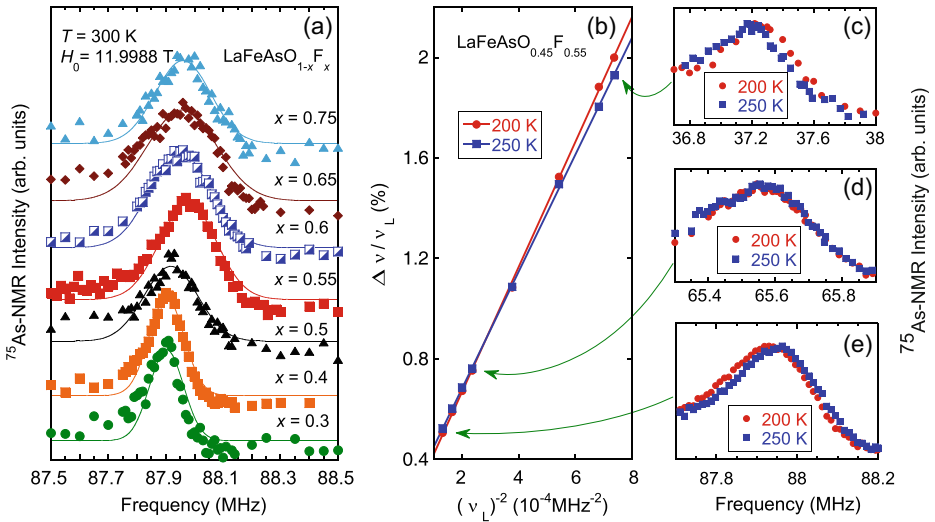 (a)
T = 300 K
H0 = 11.9988 T
LaFeAsO1-xFx
x = 0.75
x = 0.65
x = 0.6
x = 0.55
x = 0.5
x = 0.4
x = 0.3
75As-NMR Intensity (arb. units)
87.5 87.7 87.9 88.1 88.3 88.5
Frequency (MHz)
(b)
LaFeAsO0.45F0.55
200 K
250 K
2
1.6
1.2
0.8
0.4
Δ ν / νL (%)
2 4 6 8
( νL)-2 (10-4MHz-2)
(c)
200 K
250 K
36.8 37.2 37.6 38
(d)
200 K
250 K
65.4 65.6 65.8
(e)
200 K
250 K
87.8 88 88.2
Frequency (MHz)
75As-NMR Intensity (arb. units)